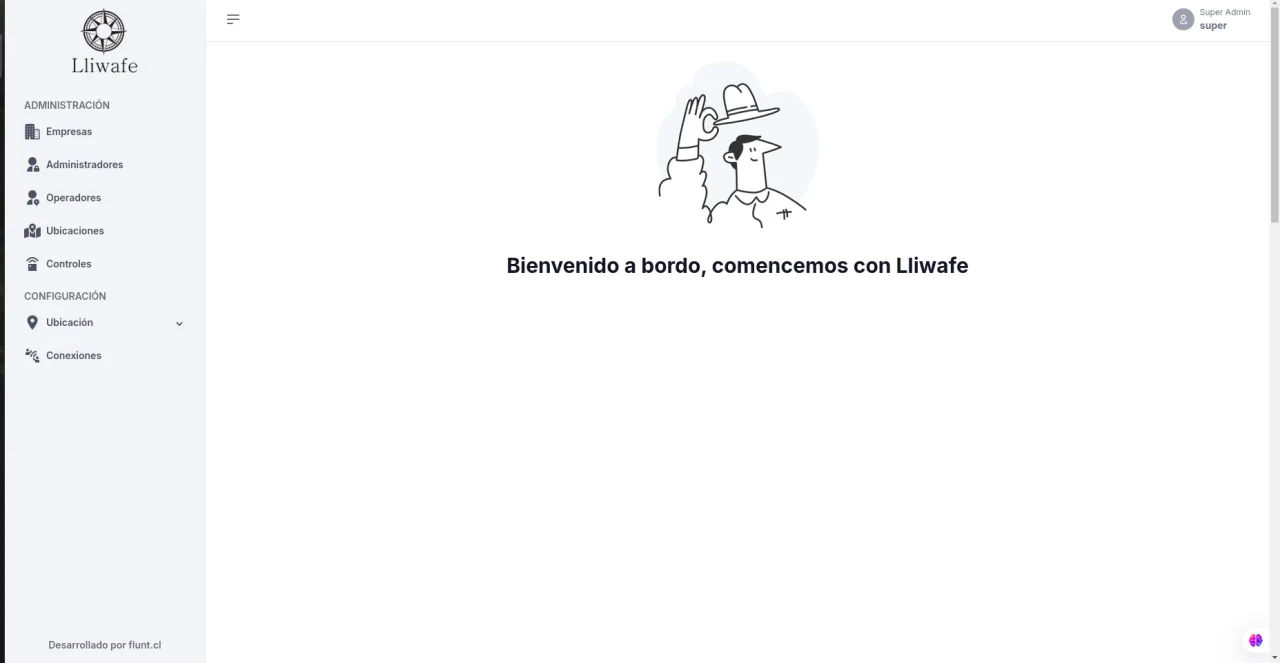 Lliwafe
ADMINISTRACIÓN
Empresas
Administradores
Operadores
Ubicaciones
Controles
CONFIGURACIÓN
Ubicación
Conexiones
Desarrollado por flunt.cl
Super Admin
super
Bienvenido a bordo, comencemos con Lliwafe